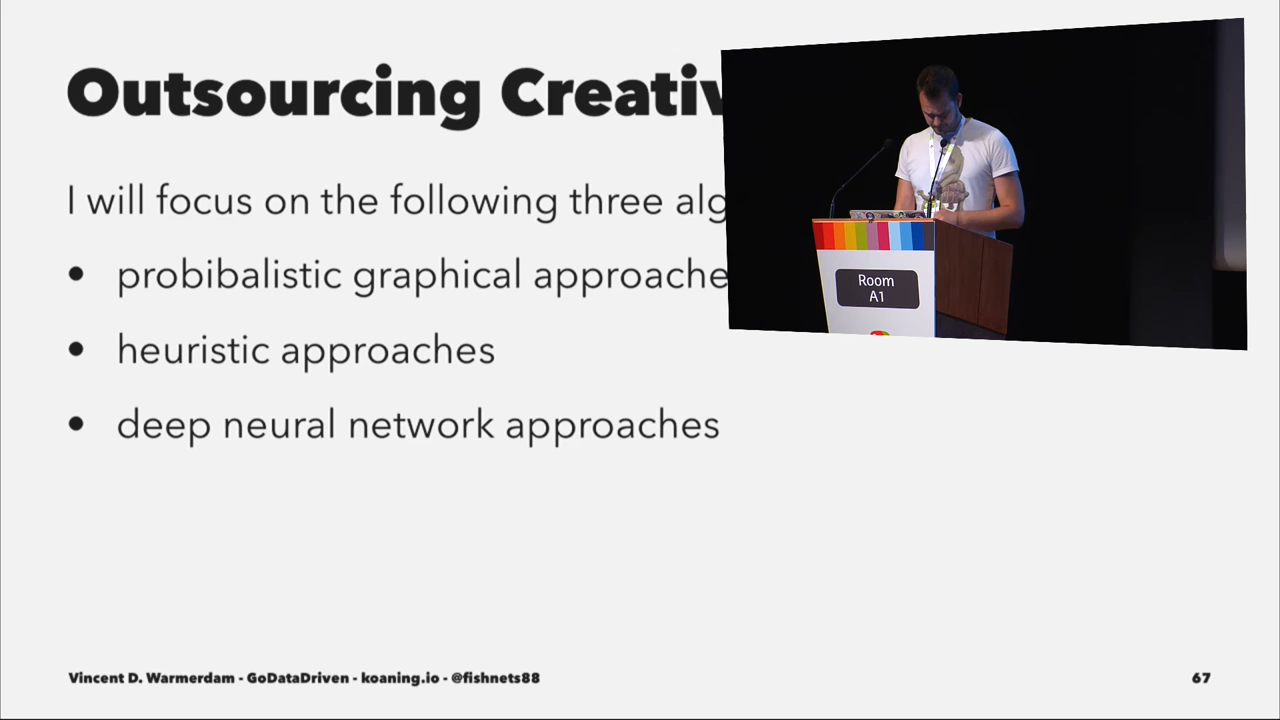 Outsourcing Creativ
I will focus on the following three alg
• probibalistic graphical approache
• heuristic approaches
• deep neural network approaches
Room
A1
Vincent D. Warmerdam - GoDataDriven - koaning.io - @fishnets88
67